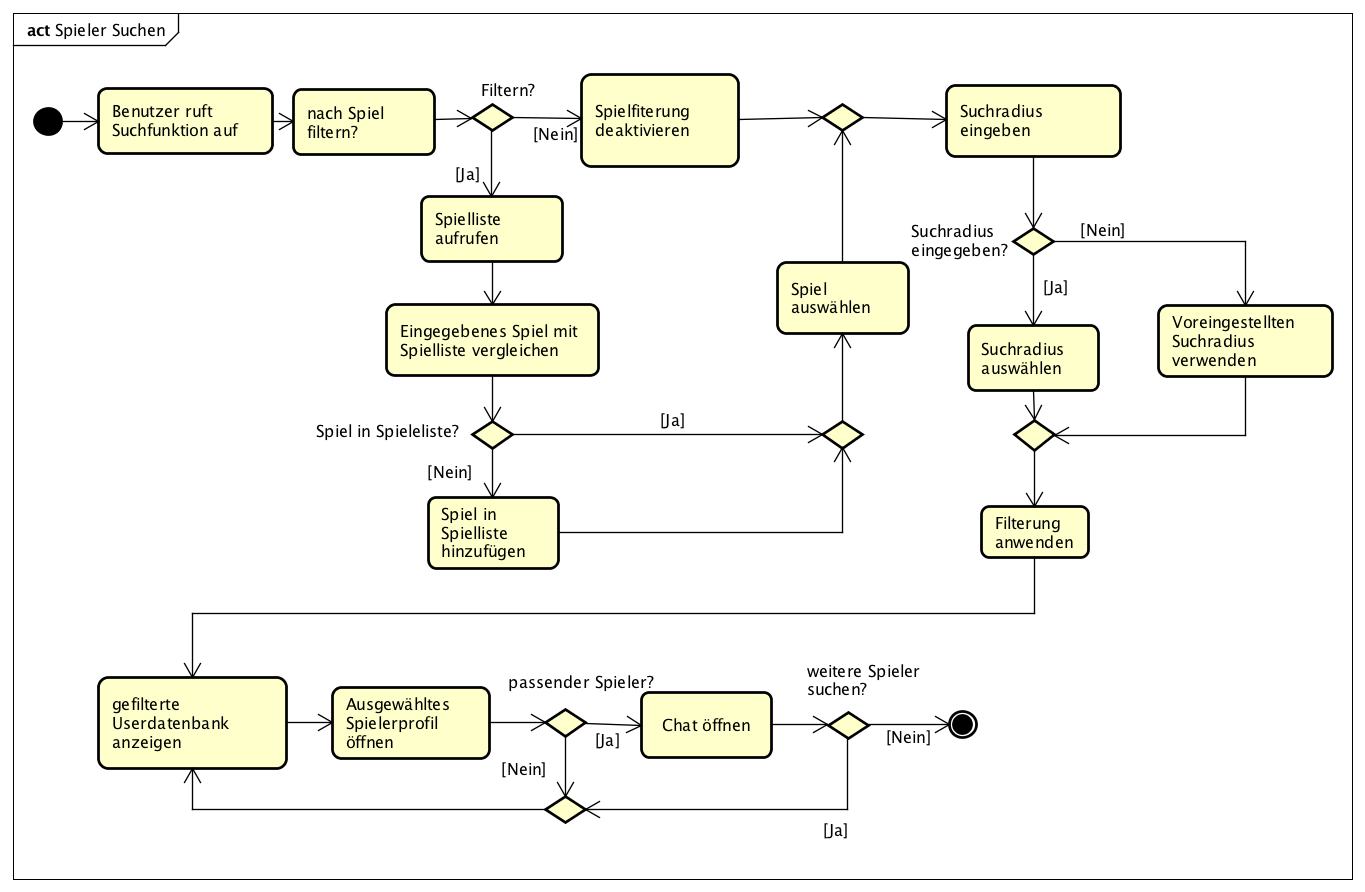 act Spieler Suchen
Benutzer ruft
Suchfunktion auf
nach Spiel
filtern?
Filtern?
[Nein]
[Ja]
Spielfiterung
deaktivieren
Spielliste
aufrufen
Eingegebenes Spiel mit
Spielliste vergleichen
Spiel in Spieleliste?
[Ja]
[Nein]
Spiel in
Spielliste
hinzufügen
Spiel
auswählen
Suchradius
eingeben
Suchradius
eingegeben?
[Nein]
[Ja]
Suchradius
auswählen
Voreingestellten
Suchradius
verwenden
Filterung
anwenden
gefilterte
Userdatenbank
anzeigen
Ausgewähltes
Spielerprofil
öffnen
passender Spieler?
[Ja]
[Nein]
Chat öffnen
weitere Spieler
suchen?
[Nein]
[Ja]